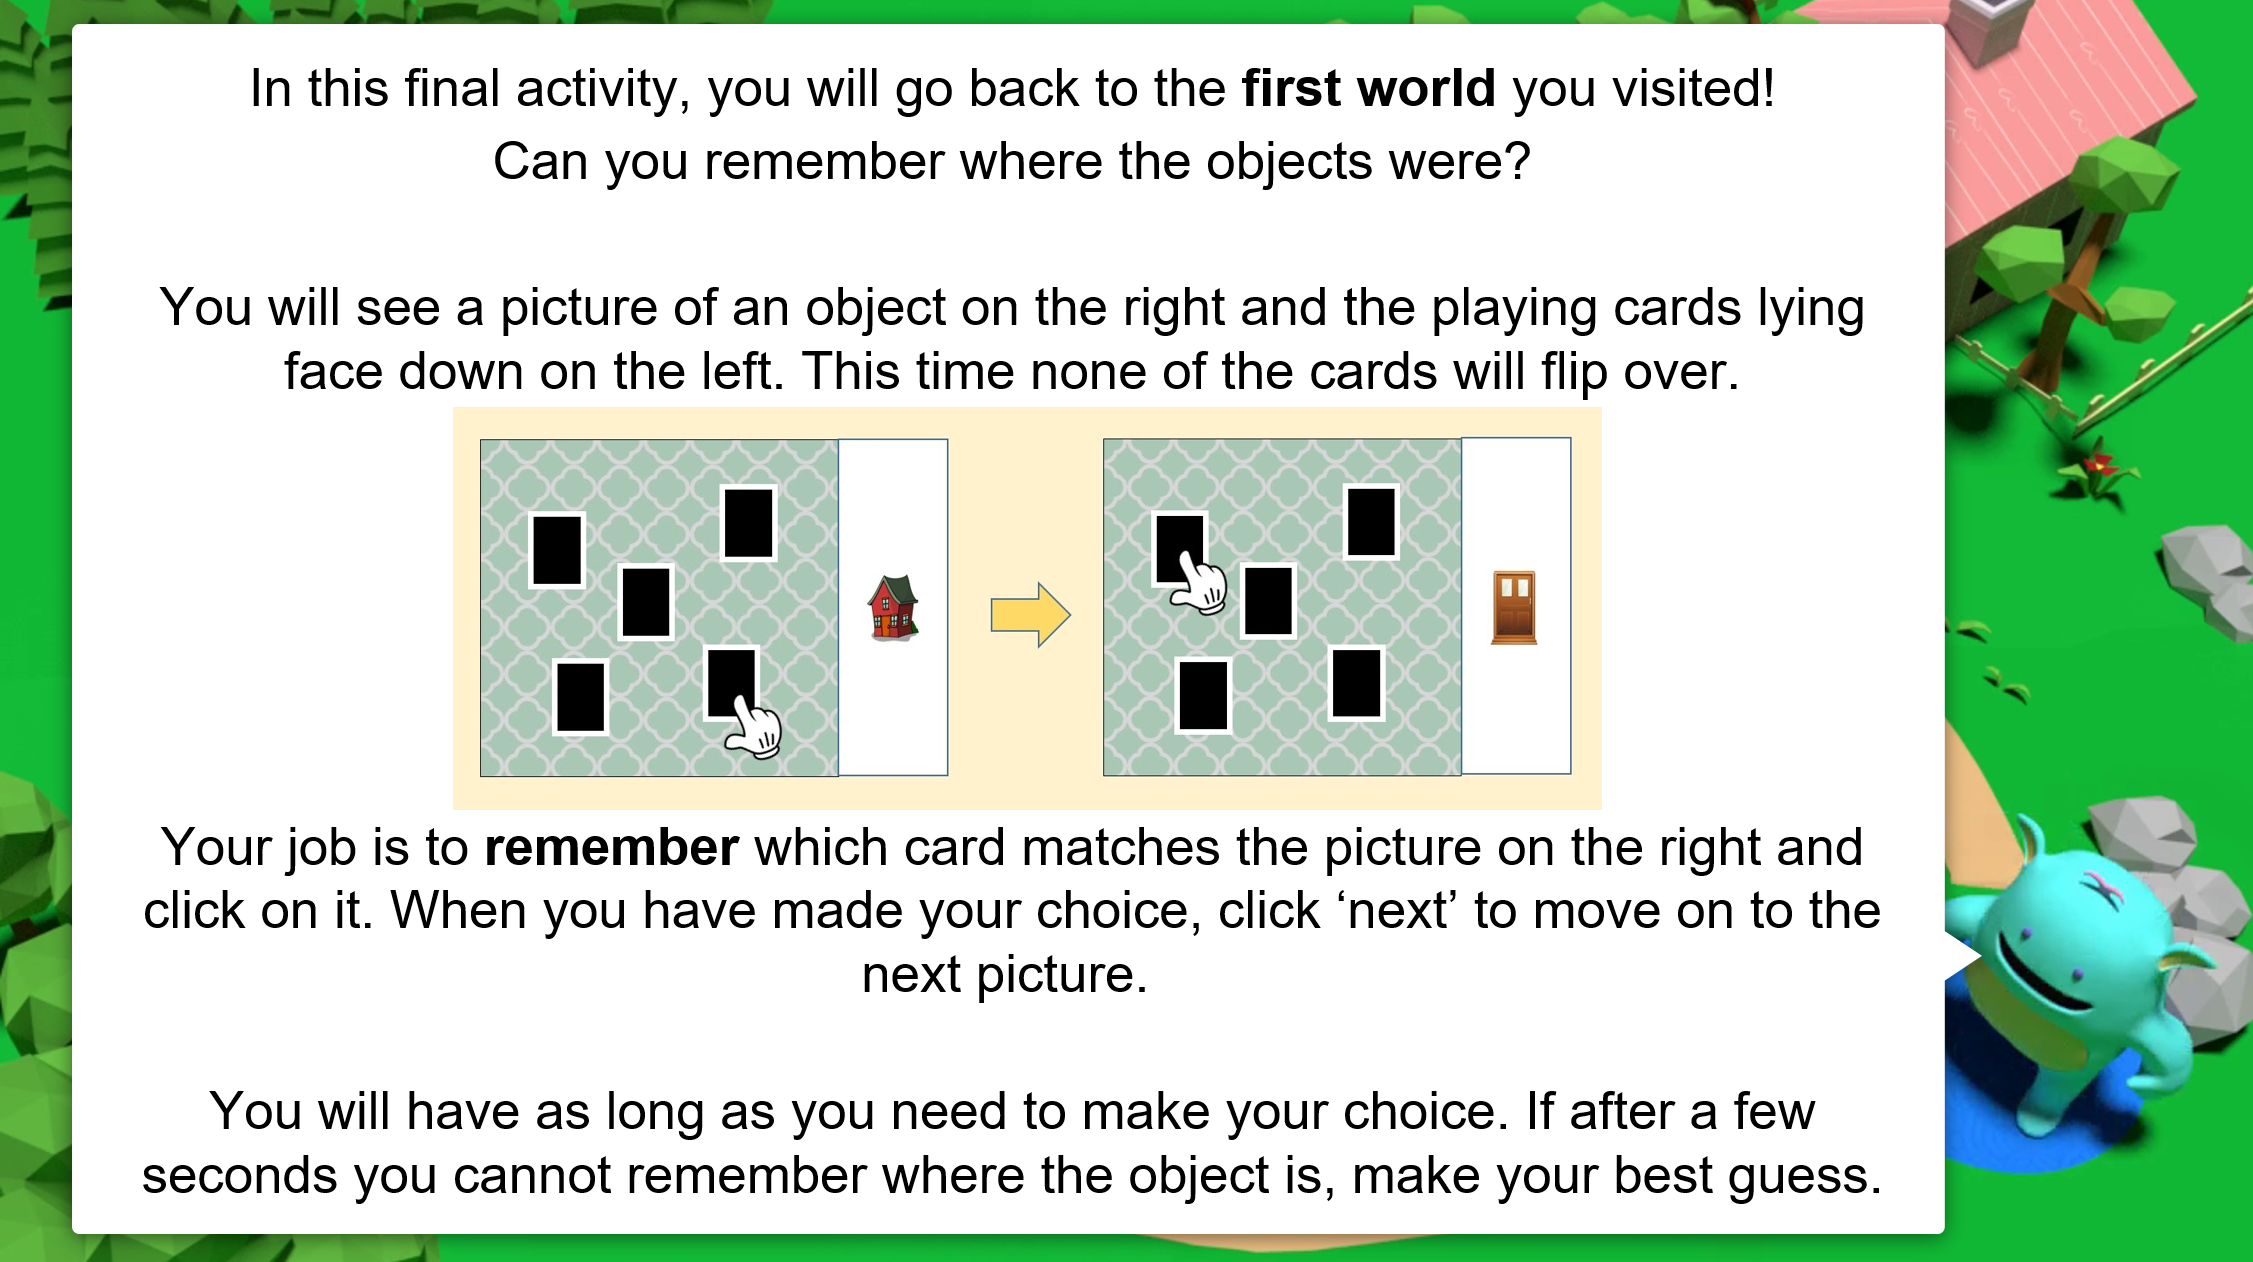 In this final activity, you will go back to the first world you visited!
Can you remember where the objects were?
You will see a picture of an object on the right and the playing cards lying
face down on the left. This time none of the cards will flip over.
Your job is to remember which card matches the picture on the right and
click on it. When you have made your choice, click ‘next’ to move on to the
next picture.
You will have as long as you need to make your choice. If after a few
seconds you cannot remember where the object is, make your best guess.